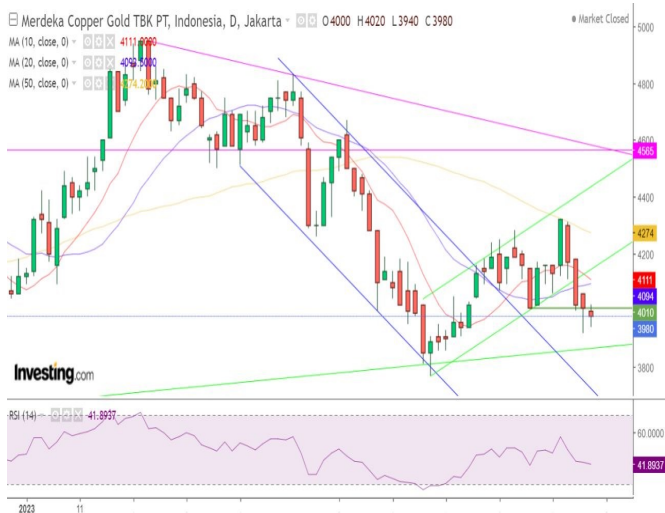 Merdeka Copper Gold TBK PT, Indonesia, D, Jakarta O4000 H4020 L3940 C3980
Market Closed
MA (10, close, 0)
MA (20, close, 0)
MA (50, close, 0)
5000
4800
4600
4565
4400
4274
4200
4111
4094
4010
3980
3800
Investing.com
RSI (14) 41.8937
60.0000
41.8937
2023 11